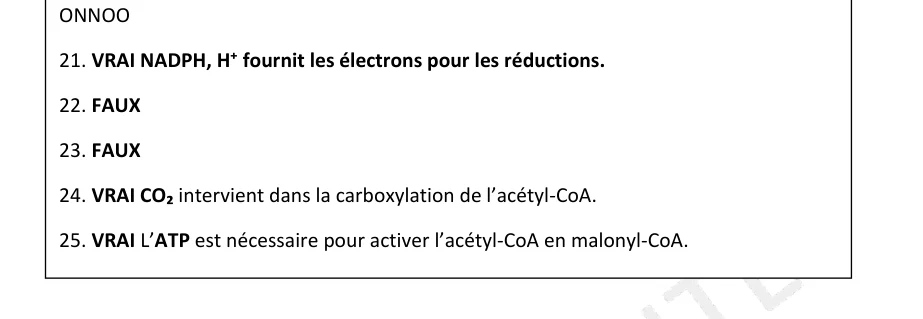 ONNOO
21. VRAI NADPH, H⁺ fournit les électrons pour les réductions.
22. FAUX
23. FAUX
24. VRAI CO₂ intervient dans la carboxylation de l’acétyl-CoA.
25. VRAI L’ATP est nécessaire pour activer l’acétyl-CoA en malonyl-CoA.